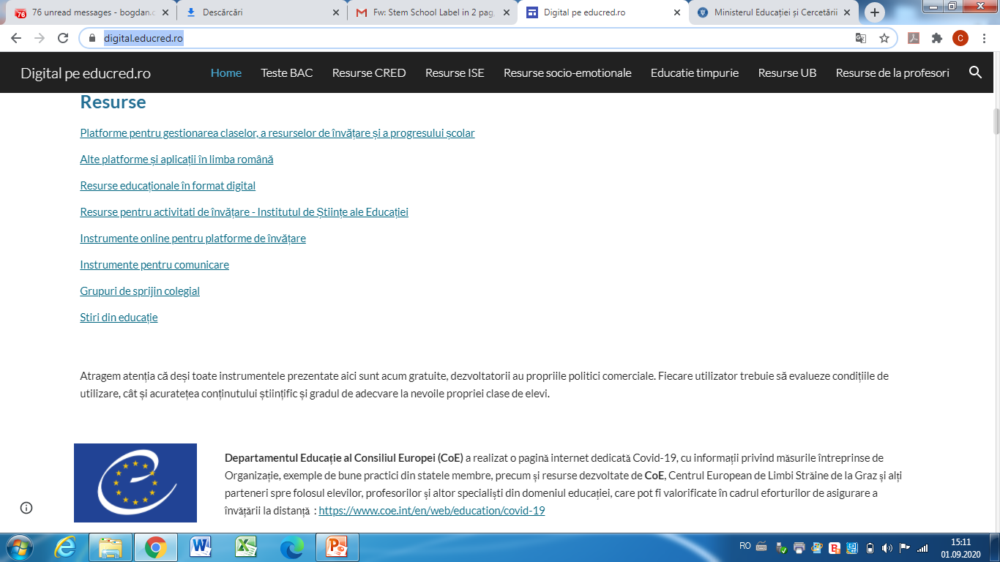 76 unread messages - bogdan.c
Descărcări
Fw: Stem School Label in 2 pag
Digital pe educred.ro
Ministerul Educației și Cercetării
digital.educred.ro
C
Digital pe educred.ro
Home
Teste BAC
Resurse CRED
Resurse ISE
Resurse socio-emotionale
Educatie timpurie
Resurse UB
Resurse de la profesori
Resurse
Platforme pentru gestionarea claselor, a resurselor de învățare și a progresului școlar
Alte platforme și aplicații în limba română
Resurse educaționale în format digital
Resurse pentru activitati de învățare - Institutul de Științe ale Educației
Instrumente online pentru platforme de învățare
Instrumente pentru comunicare
Grupuri de sprijin colegial
Stiri din educație
Atragem atenția că deși toate instrumentele prezentate aici sunt acum gratuite, dezvoltatorii au propriile politici comerciale. Fiecare utilizator trebuie să evalueze condițiile de
utilizare, cât și acuratețea conținutului științific și gradul de adecvare la nevoile propriei clase de elevi.
Departamentul Educație al Consiliul Europei (CoE) a realizat o pagină internet dedicată Covid-19, cu informații privind măsurile întreprinse de
Organizație, exemple de bune practici din statele membre, precum și resurse dezvoltate de CoE, Centrul European de Limbi Străine de la Graz și alți
parteneri spre folosul elevilor, profesorilor și altor specialiști din domeniul educației, care pot fi valorificate în cadrul eforturilor de asigurare a
învățării la distanță : https://www.coe.int/en/web/education/covid-19
RO
15:11
01.09.2020